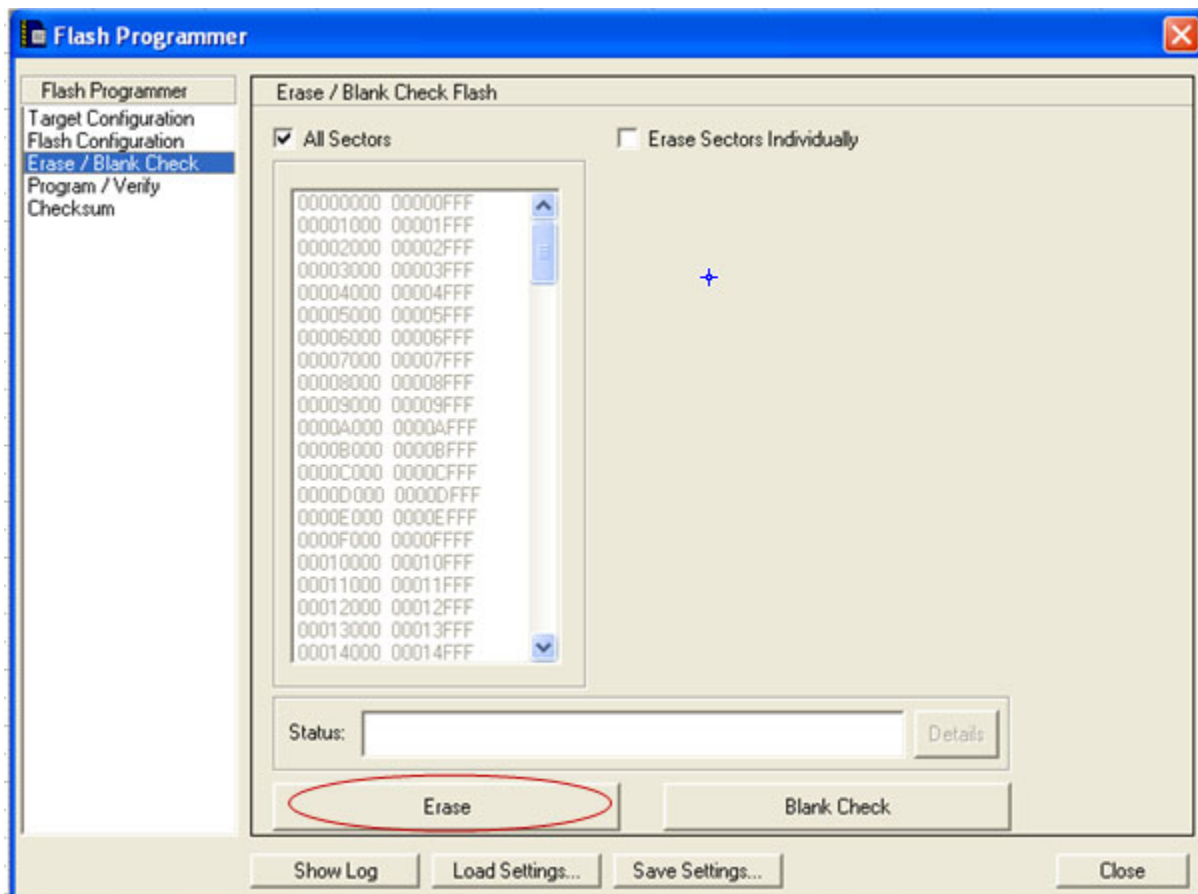 Flash Programmer
Flash Programmer
Target Configuration
Flash Configuration
Erase / Blank Check
Program / Verify
Checksum
Erase / Blank Check Flash
All Sectors
Erase Sectors Individually
00000000 00000FFF
00001000 00001FFF
00002000 00002FFF
00003000 00003FFF
00004000 00004FFF
00005000 00005FFF
00006000 00006FFF
00007000 00007FFF
00008000 00008FFF
00009000 00009FFF
0000A000 0000AFFF
0000B000 0000BFFF
0000C000 0000CFFF
0000D000 0000DFFF
0000E000 0000EFFF
0000F000 0000FFFF
00010000 00010FFF
00011000 00011FFF
00012000 00012FFF
00013000 00013FFF
00014000 00014FFF
Status:
Details
Erase
Blank Check
Show Log
Load Settings...
Save Settings...
Close